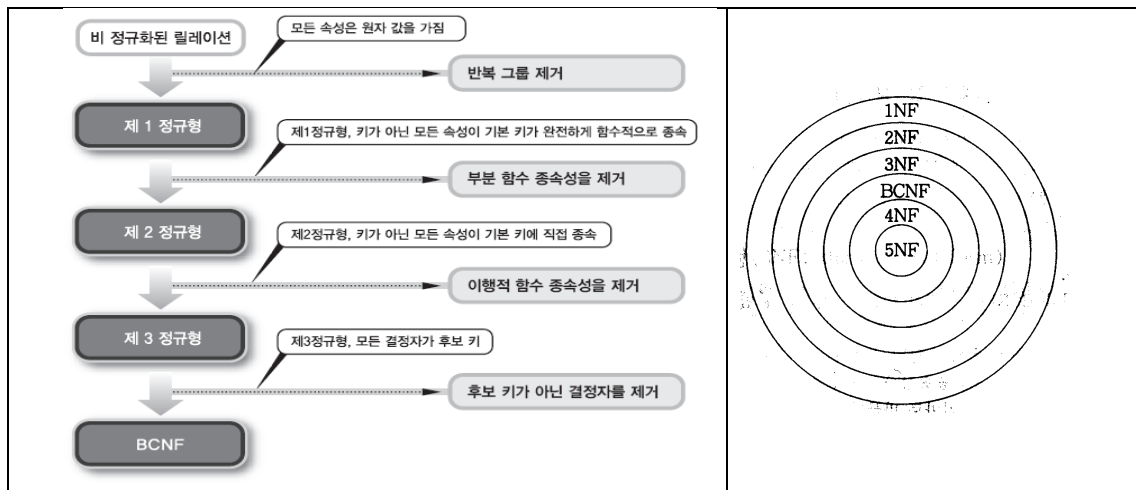 비 정규화된 릴레이션
모든 속성은 원자 값을 가짐
반복 그룹 제거
제 1 정규형
제1정규형, 키가 아닌 모든 속성이 기본 키가 완전하게 함수적으로 종속
부분 함수 종속성을 제거
제 2 정규형
제2정규형, 키가 아닌 모든 속성이 기본 키에 직접 종속
이행적 함수 종속성을 제거
제 3 정규형
제3정규형, 모든 결정자가 후보 키
후보 키가 아닌 결정자를 제거
BCNF
1NF
2NF
3NF
BCNF
4NF
5NF